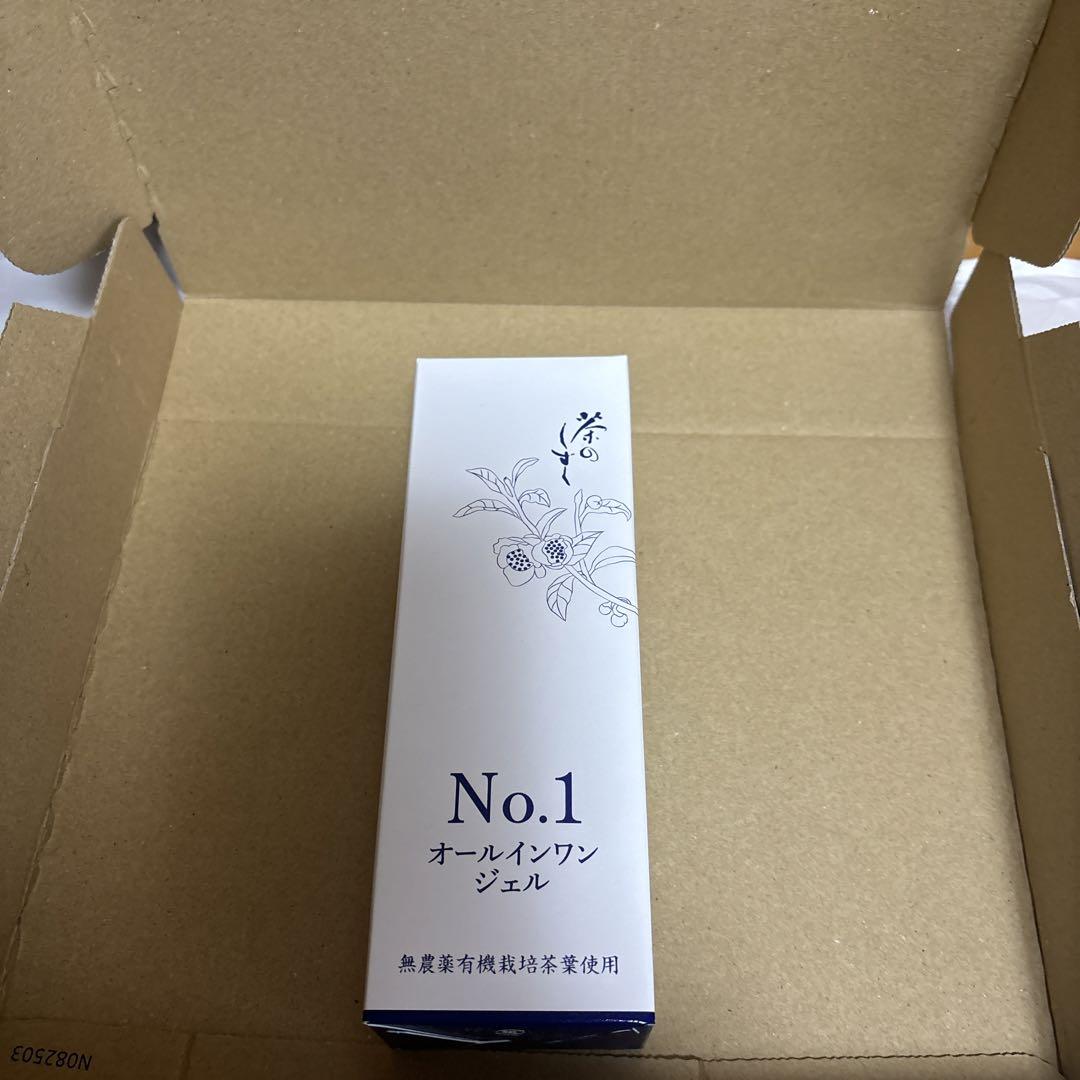 茶の
しずく
No.1
オールインワン
ジェル
無農薬有機栽培茶葉使用
N082503